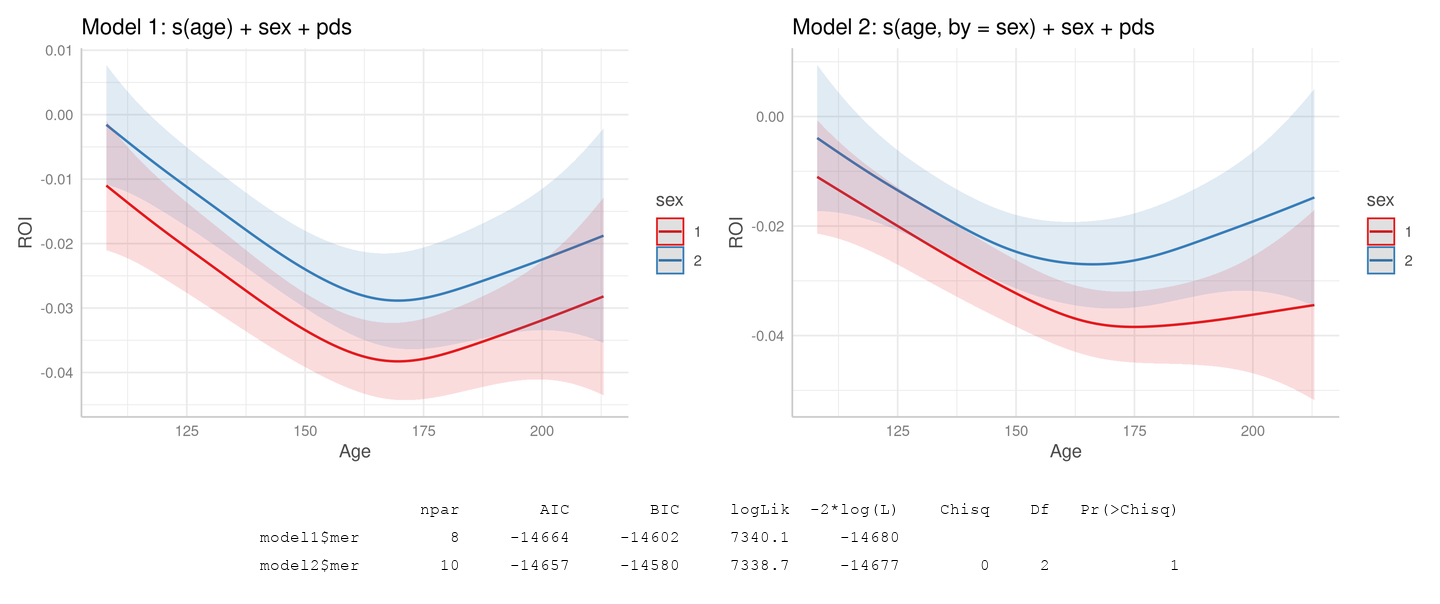 Model 1: s(age) + sex + pds
0.01
0.00
-0.01
-0.02
-0.03
-0.04
ROI
125 150 175 200
Age
sex
1
2
Model 2: s(age, by = sex) + sex + pds
0.00
-0.02
-0.04
ROI
125 150 175 200
Age
sex
1
2
npar AIC BIC logLik -2*log(L) Chisq Df Pr(>Chisq)
model1$mer 8 -14664 -14602 7340.1 -14680
model2$mer 10 -14657 -14580 7338.7 -14677 0 2 1